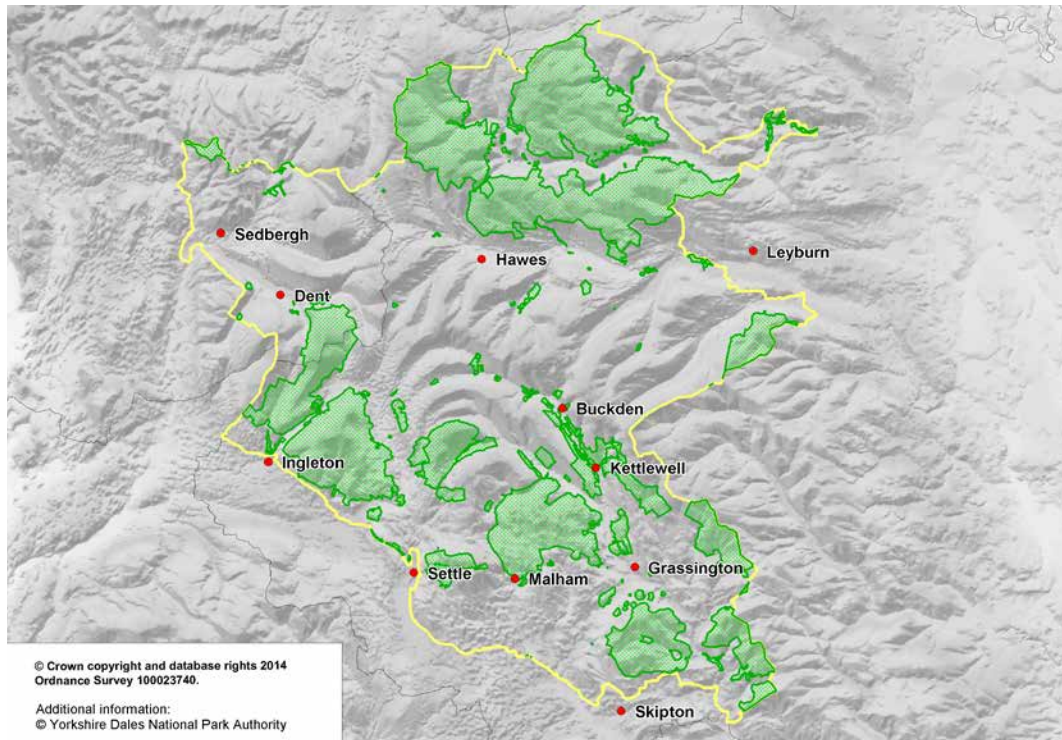 Sedbergh
Hawes
Leyburn
Dent
Buckden
Ingleton
Kettlewell
Settle
Malham
Grassington
© Crown copyright and database rights 2014
Ordnance Survey 100023740.
Additional information:
© Yorkshire Dales National Park Authority
Skipton